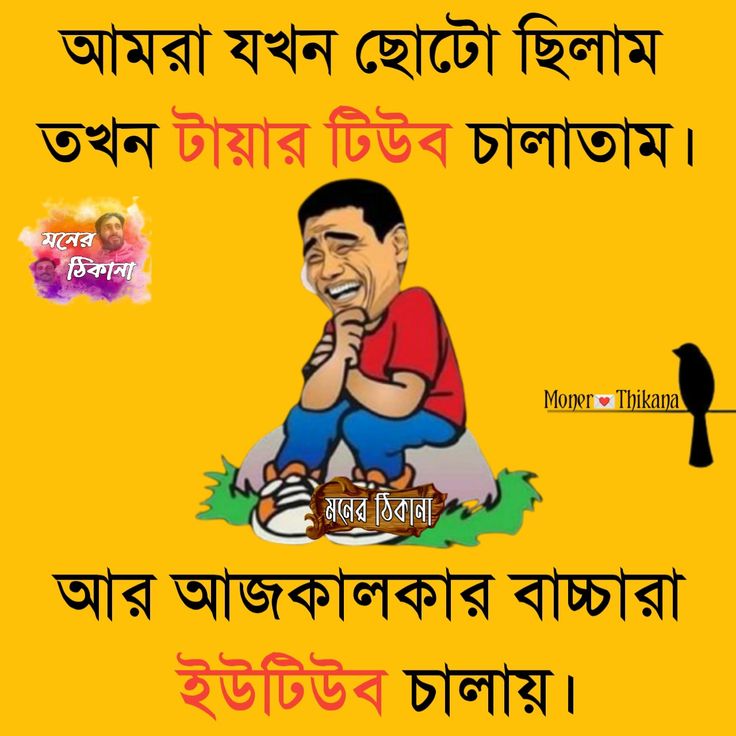 আমরা যখন ছোটো ছিলাম
তখন টায়ার টিউব চালাতাম।
মনের
ঠিকানা
Moner Thikana
মনের ঠিকানা
আর আজকালকার বাচ্চারা
ইউটিউব চালায়।